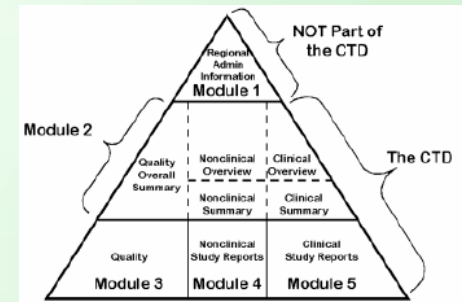 NOT Part of
the CTD
Regional
Admin
Information
Module 1
Module 2
The CTD
Quality
Overall
Summary
Nonclinical
Overview
Clinical
Overview
Nonclinical
Summary
Clinical
Summary
Quality
Module 3
Nonclinical
Study Reports
Module 4
Clinical
Study Reports
Module 5